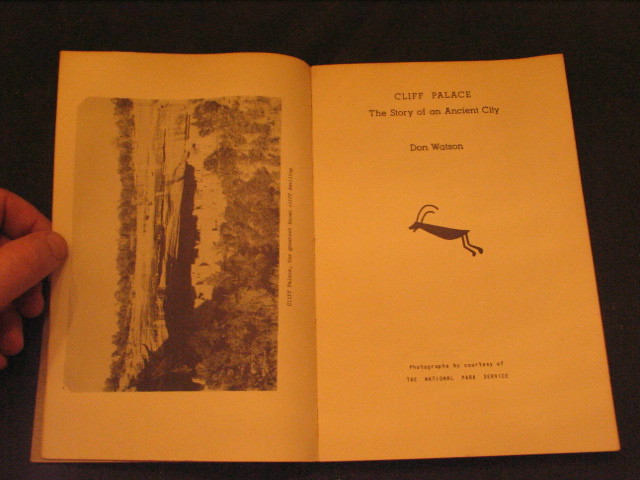 Cliff Palace, the greatest known cliff dwelling
CLIFF PALACE
The Story of an Ancient City
Don Watson
Photographs by courtesy of
THE NATIONAL PARK SERVICE